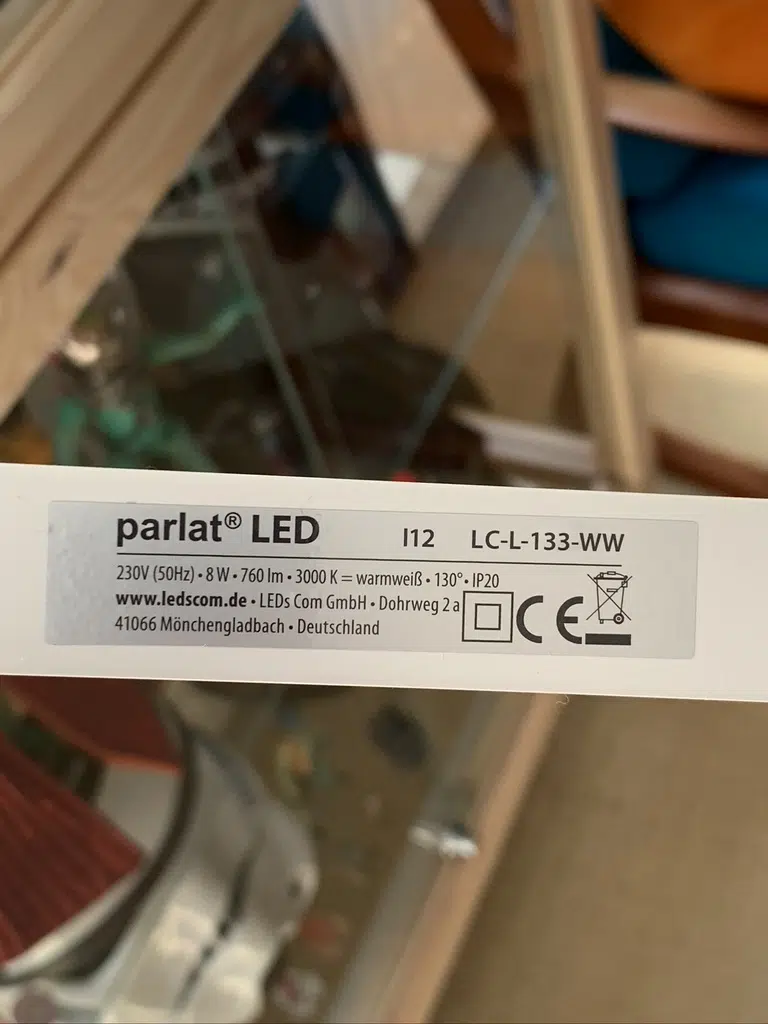 parlat® LED I12 LC-L-133-WW
230V (50Hz) • 8 W • 760 lm • 3000 K = warmweiß • 130° • IP20
www.ledscom.de • LEDs Com GmbH • Dohrweg 2 a
41066 Mönchengladbach • Deutschland
CE